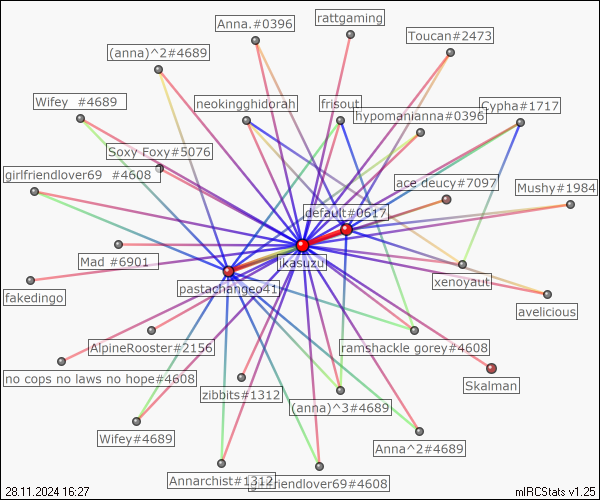 rattgaming
Anna.#0396
Toucan#2473
(anna)^2#4689
Wifey  #4689
neokingghidorah
frisout
Cypha#1717
hypomanianna#0396
Soxy Foxy#5076
girlfriendlover69  #4608
ace deucy#7097
Mushy#1984
default#0617
Mad #6901
jkasuzu
xenoyaut
pastachangeo41
fakedingo
avelicious
AlpineRooster#2156
ramshackle gorey#4608
no cops no laws no hope#4608
Skalman
zibbits#1312
(anna)^3#4689
Wifey#4689
Anna^2#4689
Annarchist#1312
friendlover69#4608
28.11.2024 16:27
mIRCStats v1.25